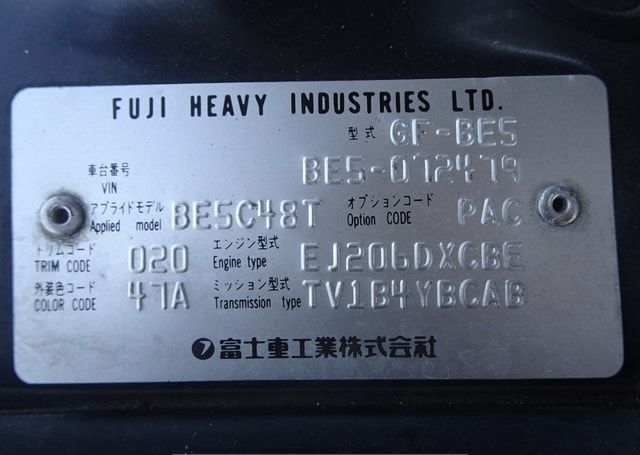 FUJI HEAVY INDUSTRIES LTD.
型式 GF-BE5
車台番号 VIN BE5-072479
アプライドモデル Applied model BE5C48T オプションコード Option CODE PAC
トリムコード TRIM CODE 020 エンジン型式 Engine type EJ206DXCBE
外装色コード COLOR CODE 47A ミッション型式 Transmission type TV1B4YBCAB
富士重工業株式会社